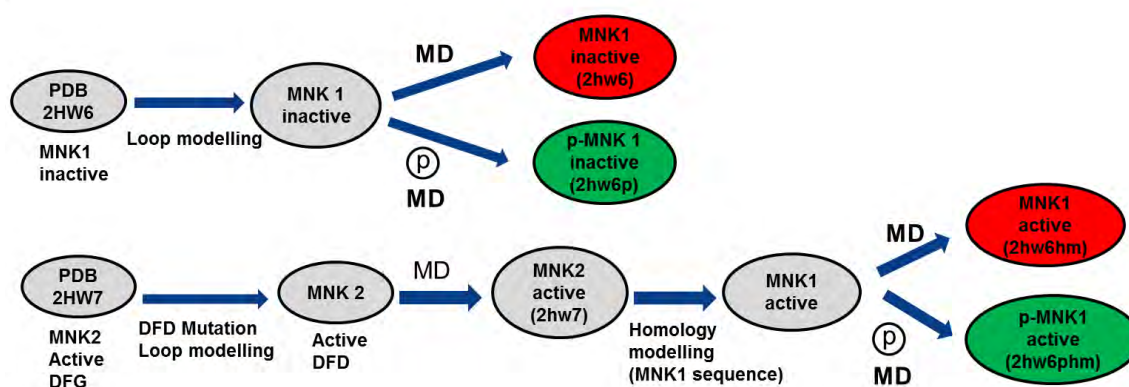 PDB
2HW6
MNK1
inactive
Loop modelling
MNK 1
inactive
MD
MNK1
inactive
(2hw6)
p
MD
p-MNK 1
inactive
(2hw6p)
PDB
2HW7
MNK2
Active
DFG
DFD Mutation
Loop modelling
MNK 2
Active
DFD
MD
MNK2
active
(2hw7)
Homology
modelling
(MNK1 sequence)
MNK1
active
MD
MNK1
active
(2hw6hm)
p
MD
p-MNK1
active
(2hw6phm)